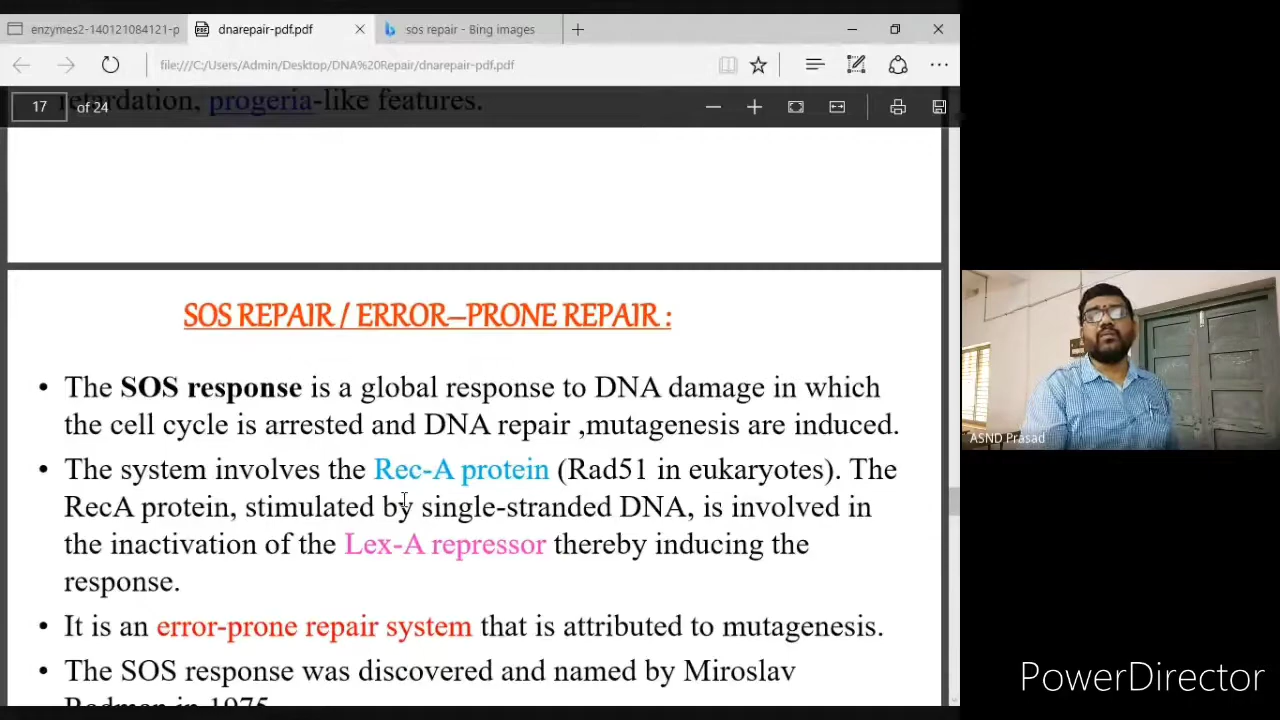 enzymes2-140121084121-p
dnarepair-pdf.pdf
sos repair - Bing images
file:///C:/Users/Admin/Desktop/DNA%20Repair/dnarepair-pdf.pdf
retardation, progeria-like features.
17 of 24
SOS REPAIR / ERROR–PRONE REPAIR :
• The SOS response is a global response to DNA damage in which
the cell cycle is arrested and DNA repair ,mutagenesis are induced.
• The system involves the Rec-A protein (Rad51 in eukaryotes). The
RecA protein, stimulated by single-stranded DNA, is involved in
the inactivation of the Lex-A repressor thereby inducing the
response.
• It is an error-prone repair system that is attributed to mutagenesis.
• The SOS response was discovered and named by Miroslav
Radman in 1975
ASND Prasad
PowerDirector